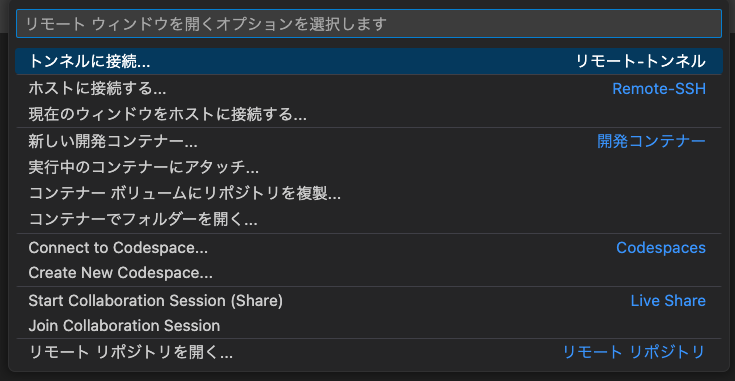 リモート ウィンドウを開くオプションを選択します
トンネルに接続... リモート-トンネル
ホストに接続する... Remote-SSH
現在のウィンドウをホストに接続する...
新しい開発コンテナー... 開発コンテナー
実行中のコンテナーにアタッチ...
コンテナー ボリュームにリポジトリを複製...
コンテナーでフォルダーを開く...
Connect to Codespace... Codespaces
Create New Codespace...
Start Collaboration Session (Share) Live Share
Join Collaboration Session
リモート リポジトリを開く... リモート リポジトリ